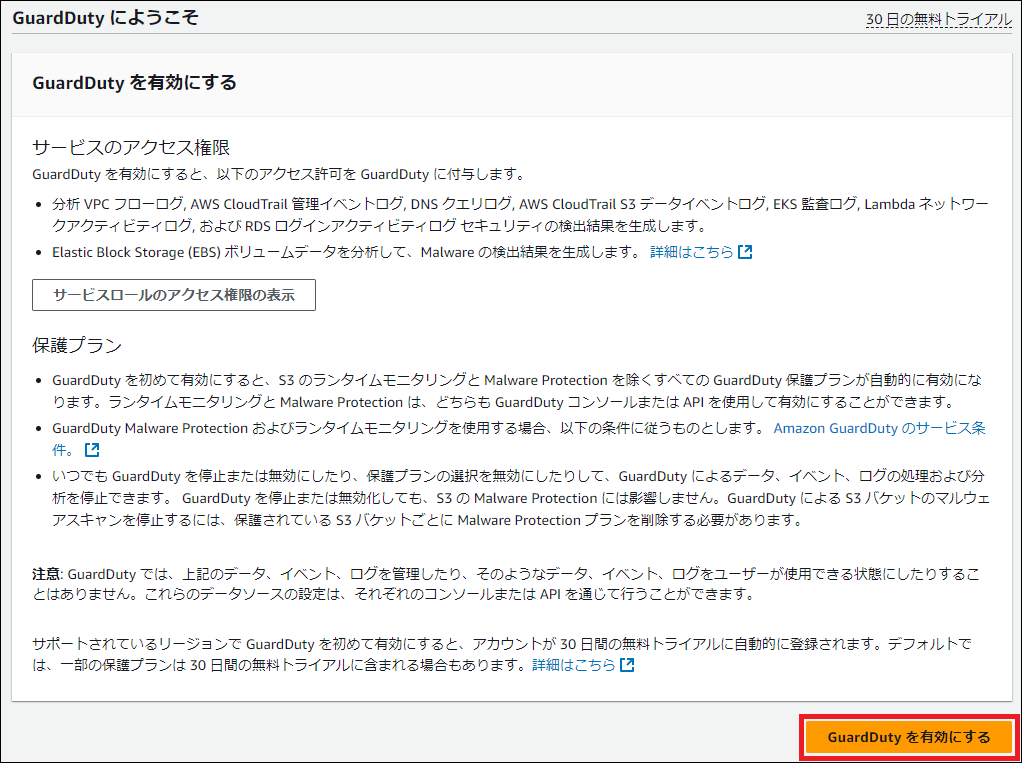 GuardDuty にようこそ
30 日の無料トライアル
GuardDuty を有効にする
サービスのアクセス権限
GuardDuty を有効にすると、以下のアクセス許可を GuardDuty に付与します。
• 分析 VPC フローログ, AWS CloudTrail 管理イベントログ, DNS クエリログ, AWS CloudTrail S3 データイベントログ, EKS 監査ログ, Lambda ネットワー
クアクティビティログ, および RDS ログインアクティビティログ セキュリティの検出結果を生成します。
• Elastic Block Storage (EBS) ボリュームデータを分析して、Malware の検出結果を生成します。 詳細はこちら
サービスロールのアクセス権限の表示
保護プラン
• GuardDuty を初めて有効にすると、S3 のランタイムモニタリングと Malware Protection を除くすべての GuardDuty 保護プランが自動的に有効にな
ります。ランタイムモニタリングと Malware Protection は、どちらも GuardDuty コンソールまたは API を使用して有効にすることができます。
• GuardDuty Malware Protection およびランタイムモニタリングを使用する場合、以下の条件に従うものとします。 Amazon GuardDuty のサービス条
件。
• いつでも GuardDuty を停止または無効にしたり、保護プランの選択を無効にしたりして、GuardDuty によるデータ、イベント、ログの処理および分
析を停止できます。 GuardDuty を停止または無効化しても、S3 の Malware Protection には影響しません。GuardDuty による S3 バケットのマルウェ
アスキャンを停止するには、保護されている S3 バケットごとに Malware Protection プランを削除する必要があります。
注意: GuardDuty では、上記のデータ、イベント、ログを管理したり、そのようなデータ、イベント、ログをユーザーが使用できる状態にしたりするこ
とはありません。これらのデータソースの設定は、それぞれのコンソールまたは API を通じて行うことができます。
サポートされているリージョンで GuardDuty を初めて有効にすると、アカウントが 30 日間の無料トライアルに自動的に登録されます。デフォルトで
は、一部の保護プランは 30 日間の無料トライアルに含まれる場合もあります。詳細はこちら
GuardDuty を有効にする